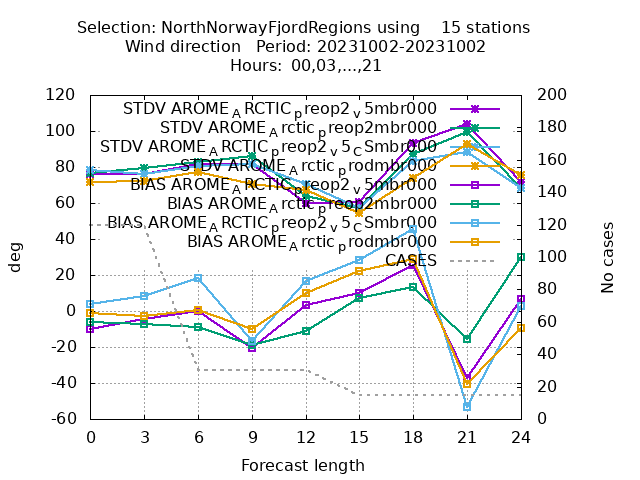 Selection: NorthNorwayFjordRegions using 15 stations
Wind direction Period: 20231002-20231002
Hours: 00,03,...,21
120
100
80
60
40
20
0
-20
-40
-60
200
180
160
140
120
100
80
60
40
20
0
deg
No cases
STDV AROME_ARCTIC_preop2_v5mbr000
STDV AROME_Arctic_preop2mbr000
STDV AROME_ARCTIC_preop2_v5_CSmbr000
STDV AROME_Arctic_prodmbr000
BIAS AROME_ARCTIC_preop2_v5mbr000
BIAS AROME_Arctic_preop2mbr000
BIAS AROME_ARCTIC_preop2_v5_CSmbr000
BIAS AROME_Arctic_prodmbr000
CASES
0 3 6 9 12 15 18 21 24
Forecast length